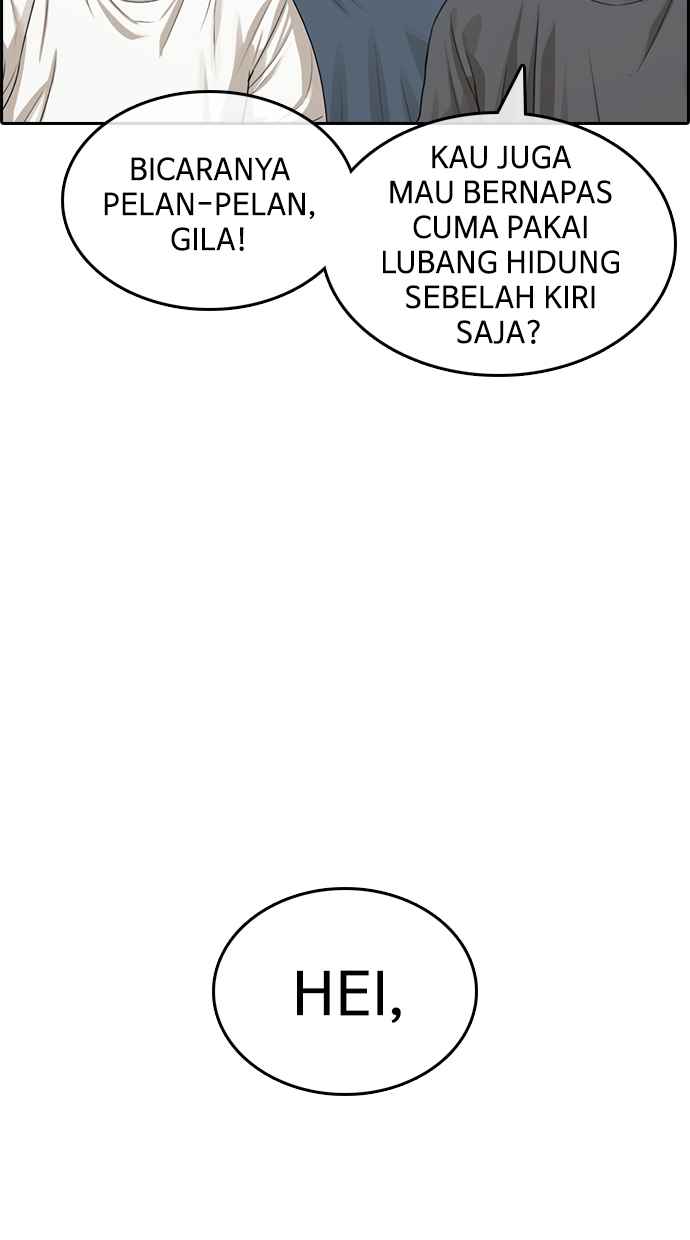 BICARANYA
PELAN-PELAN,
GILA!
KAU JUGA
MAU BERNAPAS
CUMA PAKAI
LUBANG HIDUNG
SEBELAH KIRI
SAJA?
HEI,